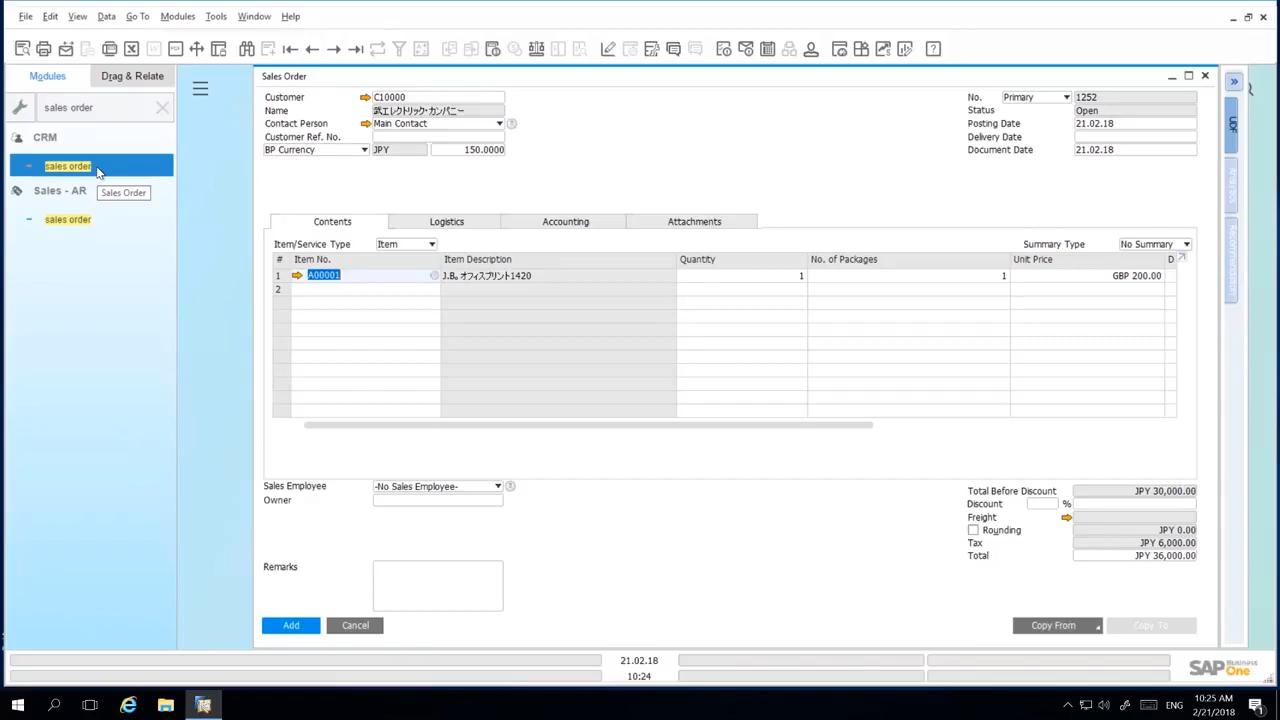 File Edit View Data Go To Modules Tools Window Help
Modules Drag & Relate
sales order
CRM
sales order
Sales Order
Sales - AR
sales order
Sales Order
Customer C10000
Name 武エレクトリック・カンパニー
Contact Person Main Contact
Customer Ref. No.
BP Currency JPY 150.0000
No. Primary 1252
Status Open
Posting Date 21.02.18
Delivery Date
Document Date 21.02.18
Contents Logistics Accounting Attachments
Item/Service Type Item
Summary Type No Summary
# Item No. Item Description Quantity No. of Packages Unit Price D
1 A00001 J.B。オフィスプリント1420 1 1 GBP 200.00
2
Sales Employee -No Sales Employee-
Owner
Total Before Discount JPY 30,000.00
Discount %
Freight
Rounding JPY 0.00
Tax JPY 6,000.00
Total JPY 36,000.00
Remarks
Add Cancel
Copy From Copy To
UDF
21.02.18
10:24
SAP Business One
ENG
10:25 AM
2/21/2018